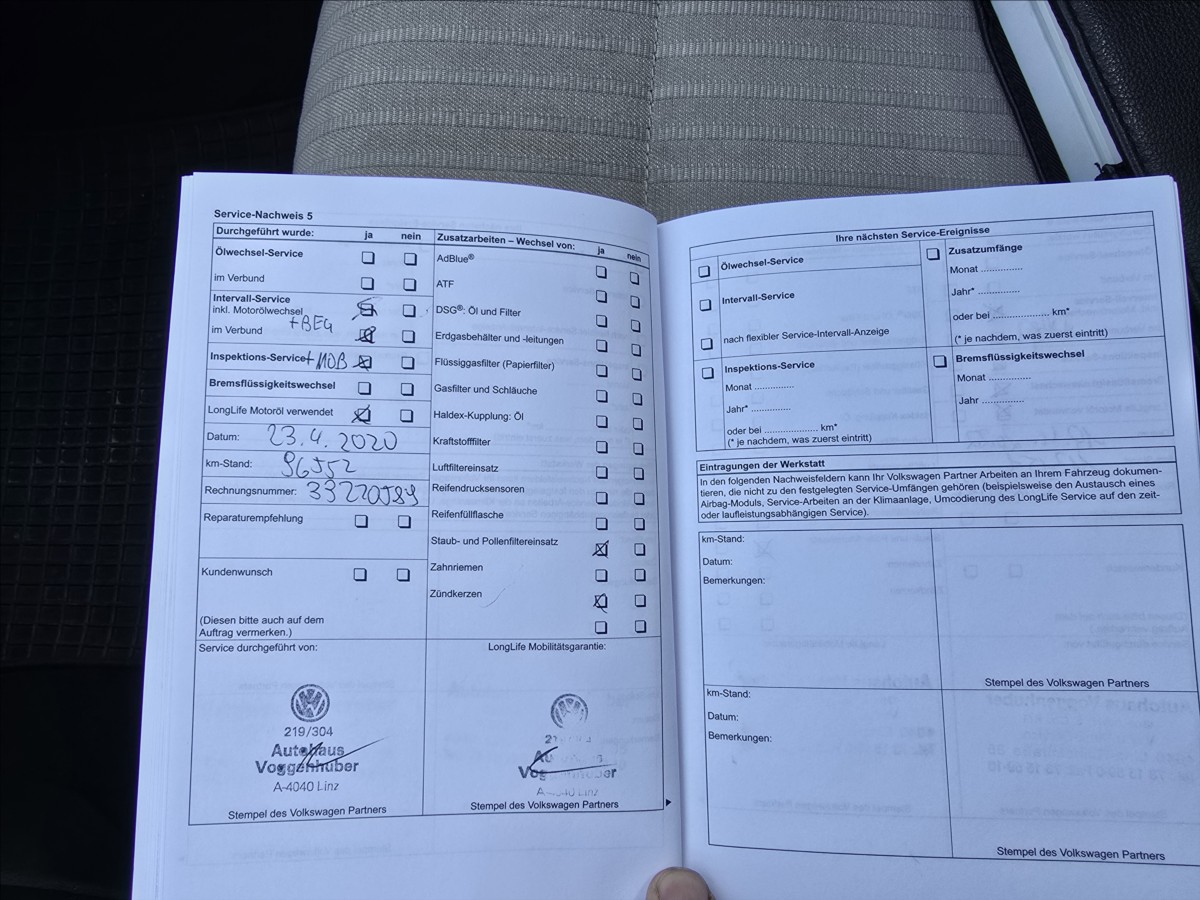 Service-Nachweis 5
Durchgeführt wurde: ja nein
Ölwechsel-Service
im Verbund
Intervall-Service
inkl. Motorölwechsel
+BEG
im Verbund
Inspektions-Service +MOB
Bremsflüssigkeitswechsel
LongLife Motoröl verwendet
Datum: 23.4.2020
km-Stand: 96552
Rechnungsnummer:
Reparaturempfehlung
Kundenwunsch
(Diesen bitte auch auf dem
Auftrag vermerken.)
Zusatzarbeiten – Wechsel von: ja nein
AdBlue®
ATF
DSG®: Öl und Filter
Erdgasbehälter und -leitungen
Flüssiggasfilter (Papierfilter)
Gasfilter und Schläuche
Haldex-Kupplung: Öl
Kraftstofffilter
Luftfiltereinsatz
Reifendrucksensoren
Reifenfüllflasche
Staub- und Pollenfiltereinsatz
Zahnriemen
Zündkerzen
Service durchgeführt von:
219/304
Autohaus
Voggenhuber
A-4040 Linz
Stempel des Volkswagen Partners
LongLife Mobilitätsgarantie:
Voggenhuber
Stempel des Volkswagen Partners
Ihre nächsten Service-Ereignisse
Ölwechsel-Service
Intervall-Service
nach flexibler Service-Intervall-Anzeige
Inspektions-Service
Monat ..............
Jahr* ..............
oder bei .................... km*
(* je nachdem, was zuerst eintritt)
Zusatzumfänge
Monat ..............
Jahr* ..............
oder bei .................... km*
(* je nachdem, was zuerst eintritt)
Bremsflüssigkeitswechsel
Monat ..............
Jahr ..............
Eintragungen der Werkstatt
In den folgenden Nachweisfeldern kann Ihr Volkswagen Partner Arbeiten an Ihrem Fahrzeug dokumen-
tieren, die nicht zu den festgelegten Service-Umfängen gehören (beispielsweise den Austausch eines
Airbag-Moduls, Service-Arbeiten an der Klimaanlage, Umcodierung des LongLife Service auf den zeit-
oder laufleistungsabhängigen Service).
km-Stand:
Datum:
Bemerkungen:
Stempel des Volkswagen Partners
km-Stand:
Datum:
Bemerkungen:
Stempel des Volkswagen Partners